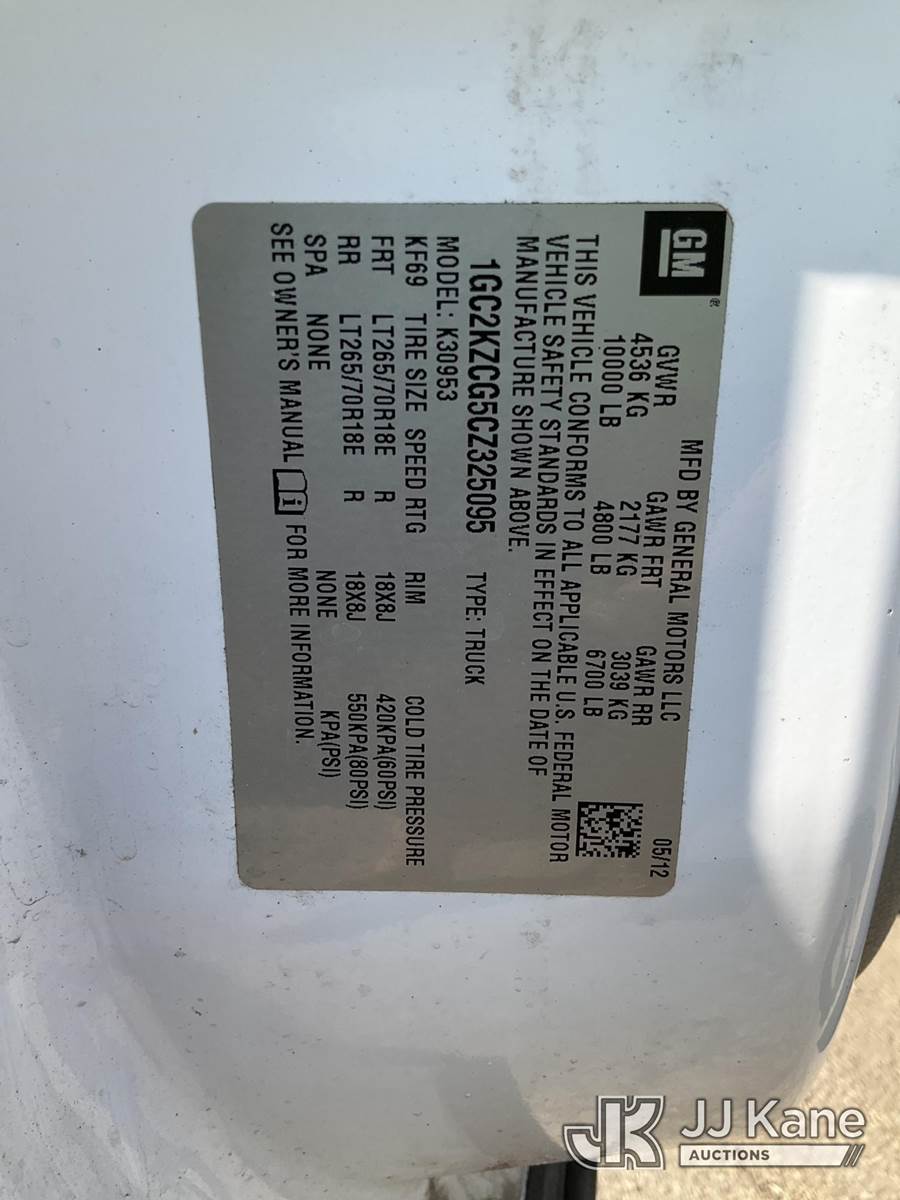 GM®
MFD BY GENERAL MOTORS LLC 05/12
GVWR GAWR FRT GAWR RR
4536 KG 2177 KG 3039 KG
10000 LB 4800 LB 6700 LB
THIS VEHICLE CONFORMS TO ALL APPLICABLE U.S. FEDERAL MOTOR
VEHICLE SAFETY STANDARDS IN EFFECT ON THE DATE OF
MANUFACTURE SHOWN ABOVE.
1GC2KZCG5CZ325095 TYPE: TRUCK
MODEL: K30953
KF69 TIRE SIZE SPEED RTG RIM COLD TIRE PRESSURE
FRT LT265/70R18E R 18X8J 420KPA(60PSI)
RR LT265/70R18E R 18X8J 550KPA(80PSI)
SPA NONE NONE KPA(PSI)
SEE OWNER'S MANUAL i FOR MORE INFORMATION.
JK JJ Kane
AUCTIONS